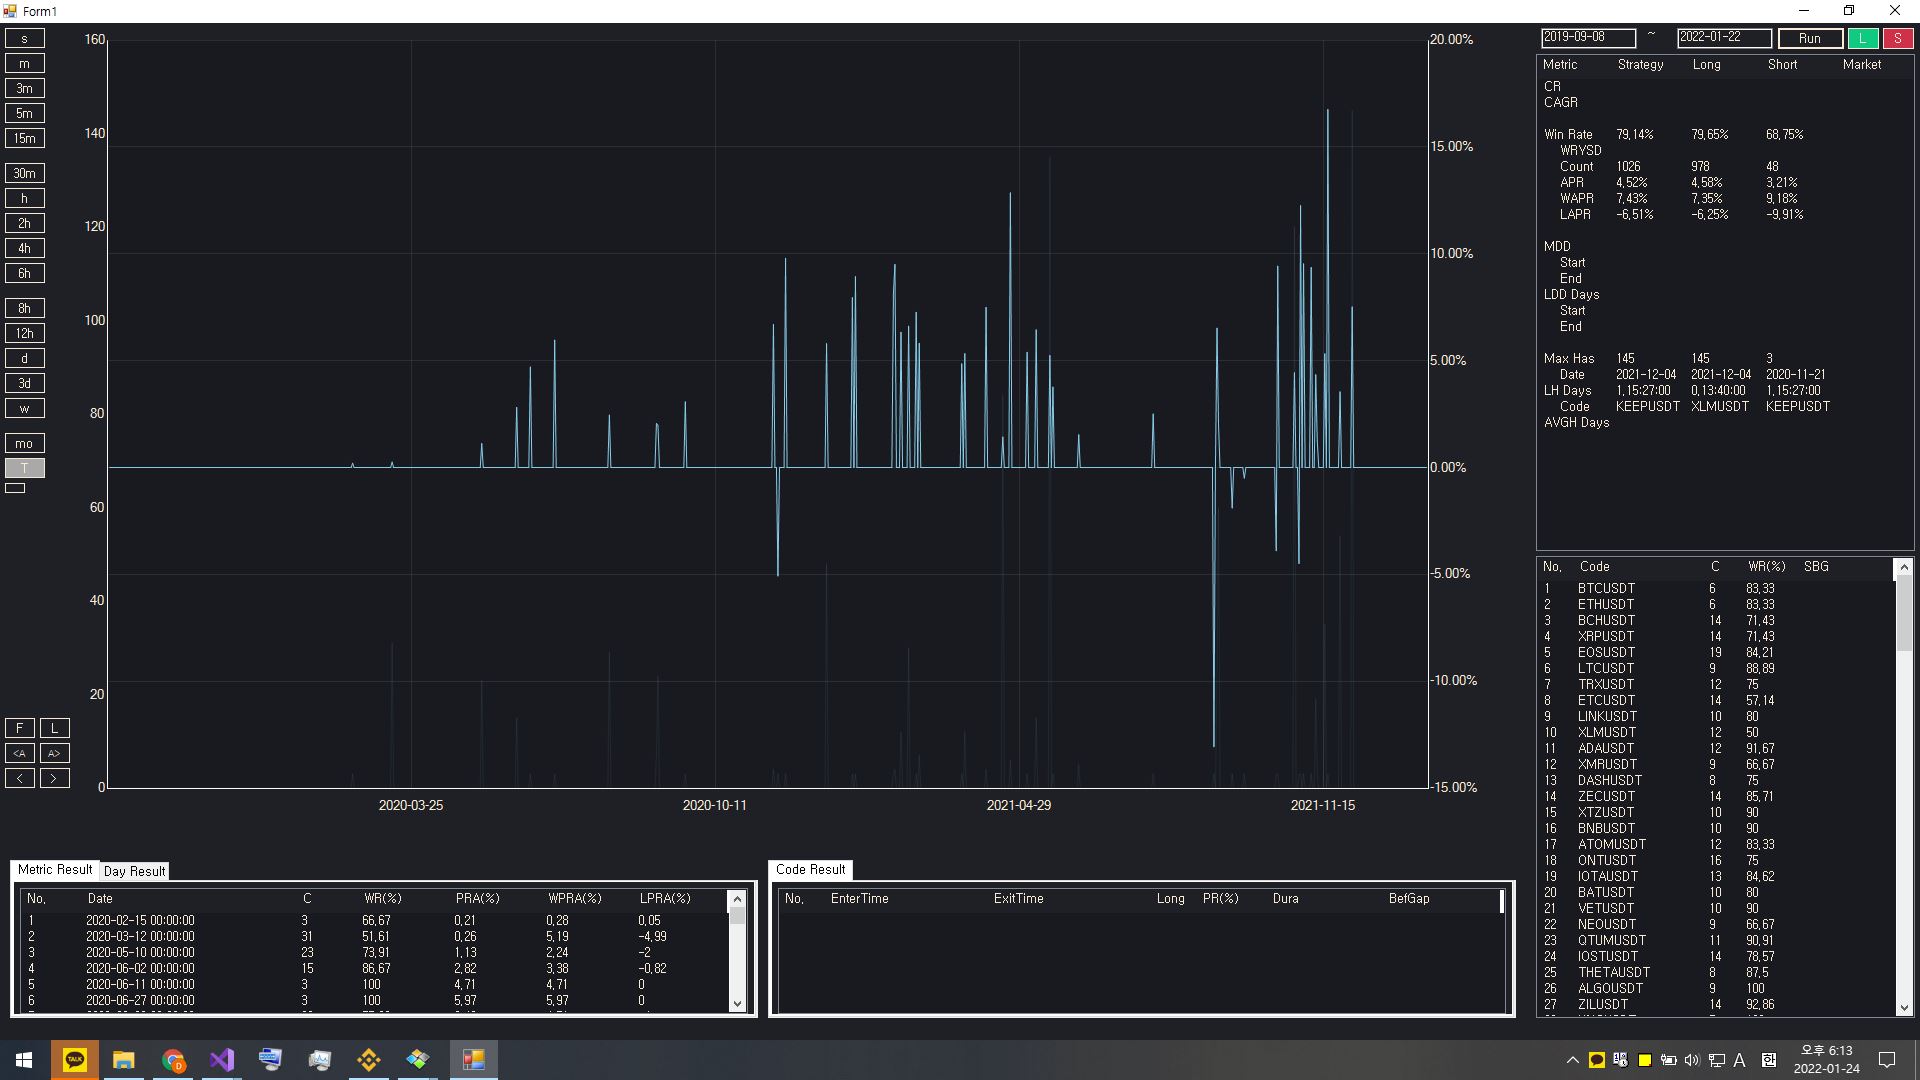 Form1
s
m
3m
5m
15m
30m
h
2h
4h
6h
8h
12h
d
3d
w
mo
T
F L
<A A>
< >
160
140
120
100
80
60
40
20
0
20.00%
15.00%
10.00%
5.00%
0.00%
-5.00%
-10.00%
-15.00%
2020-03-25 2020-10-11 2021-04-29 2021-11-15
2019-09-08 ~ 2022-01-22 Run L S
Metric Strategy Long Short Market
CR
CAGR
Win Rate 79,14% 79,65% 68,75%
WRYSD
Count 1026 978 48
APR 4,52% 4,58% 3,21%
WAPR 7,43% 7,35% 9,18%
LAPR -6,51% -6,25% -9,91%
MDD
Start
End
LDD Days
Start
End
Max Has 145 145 3
Date 2021-12-04 2021-12-04 2020-11-21
LH Days 1,15:27:00 0,13:40:00 1,15:27:00
Code KEEPUSDT XLMUSDT KEEPUSDT
AVGH Days
No, Code C WR(%) SBG
1 BTCUSDT 6 83,33
2 ETHUSDT 6 83,33
3 BCHUSDT 14 71,43
4 XRPUSDT 14 71,43
5 EOSUSDT 19 84,21
6 LTCUSDT 9 88,89
7 TRXUSDT 12 75
8 ETCUSDT 14 57,14
9 LINKUSDT 10 80
10 XLMUSDT 12 50
11 ADAUSDT 12 91,67
12 XMRUSDT 9 66,67
13 DASHUSDT 8 75
14 ZECUSDT 14 85,71
15 XTZUSDT 10 90
16 BNBUSDT 10 90
17 ATOMUSDT 12 83,33
18 ONTUSDT 16 75
19 IOTAUSDT 13 84,62
20 BATUSDT 10 80
21 VETUSDT 10 90
22 NEOUSDT 9 66,67
23 QTUMUSDT 11 90,91
24 IOSTUSDT 14 78,57
25 THETAUSDT 8 87,5
26 ALGOUSDT 9 100
27 ZILUSDT 14 92,86
Metric Result Day Result
No, Date C WR(%) PRA(%) WPRA(%) LPRA(%)
1 2020-02-15 00:00:00 3 66,67 0,21 0,28 0,05
2 2020-03-12 00:00:00 31 51,61 0,26 5,19 -4,99
3 2020-05-10 00:00:00 23 73,91 1,13 2,24 -2
4 2020-06-02 00:00:00 15 86,67 2,82 3,38 -0,82
5 2020-06-11 00:00:00 3 100 4,71 4,71 0
6 2020-06-27 00:00:00 3 100 5,97 5,97 0
Code Result
No, EnterTime ExitTime Long PR(%) Dura BefGap
TALK
A 한
오후 6:13
2022-01-24